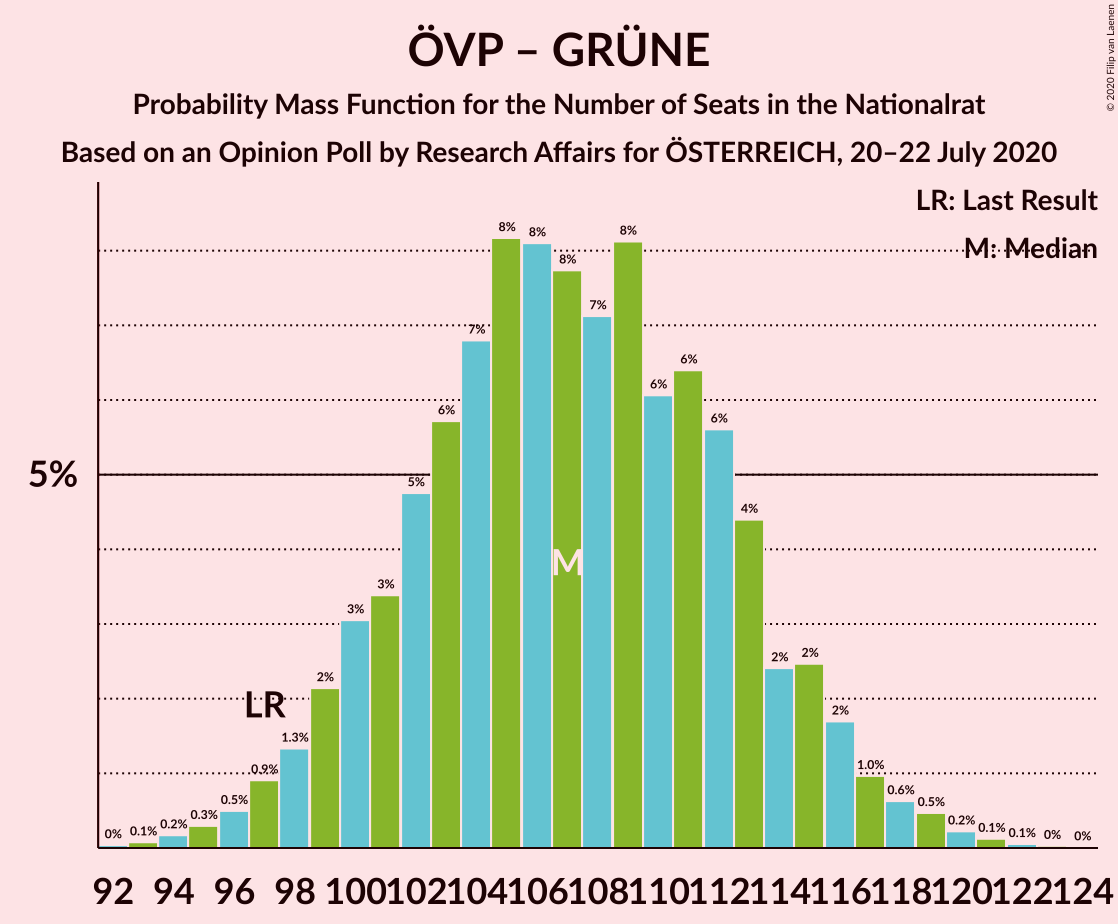 ÖVP – GRÜNE
Probability Mass Function for the Number of Seats in the Nationalrat
Based on an Opinion Poll by Research Affairs for ÖSTERREICH, 20–22 July 2020
© 2020 Filip van Laenen
LR: Last Result
M: Median
5%
0% 0.1% 0.2% 0.3% 0.5% 0.9% 1.3% 2% 3% 3% 5% 6% 7% 8% 8% 8% 7% 8% 6% 6% 6% 4% 2% 2% 2% 1.0% 0.6% 0.5% 0.2% 0.1% 0.1% 0% 0%
LR
M
92 94 96 98 100 102 104 106 108 110 112 114 116 118 120 122 124